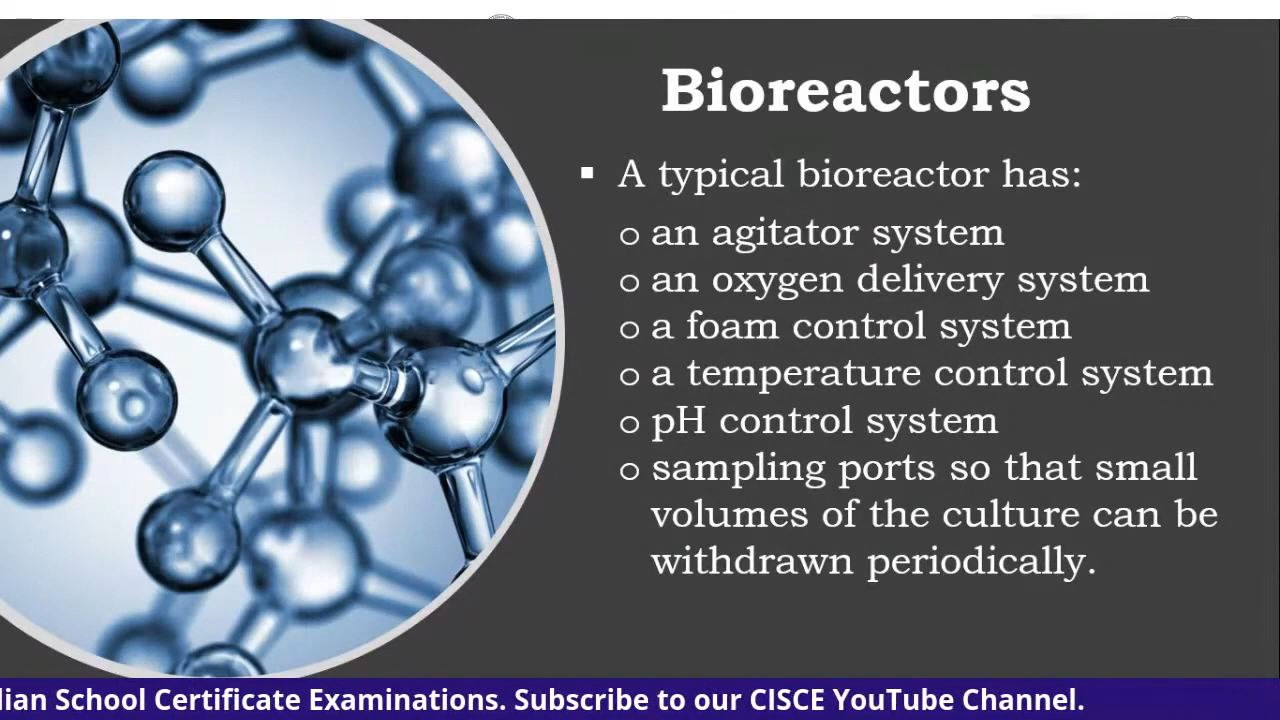 Bioreactors
▪ A typical bioreactor has:
o an agitator system
o an oxygen delivery system
o a foam control system
o a temperature control system
o pH control system
o sampling ports so that small
volumes of the culture can be
withdrawn periodically.
lian School Certificate Examinations. Subscribe to our CISCE YouTube Channel.